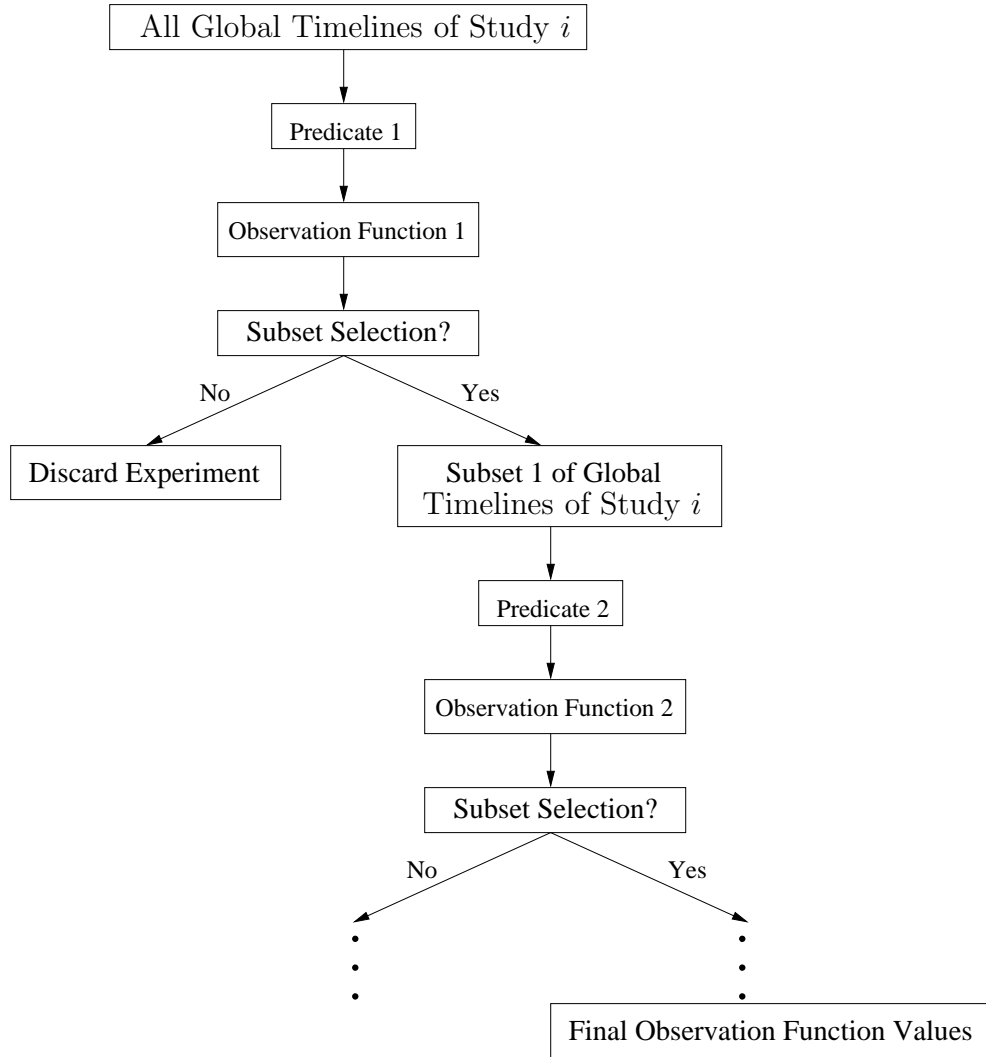 All Global Timelines of Study i
Predicate 1
Observation Function 1
Subset Selection?
No
Yes
Discard Experiment
Subset 1 of Global
Timelines of Study i
Predicate 2
Observation Function 2
Subset Selection?
No
Yes
Final Observation Function Values